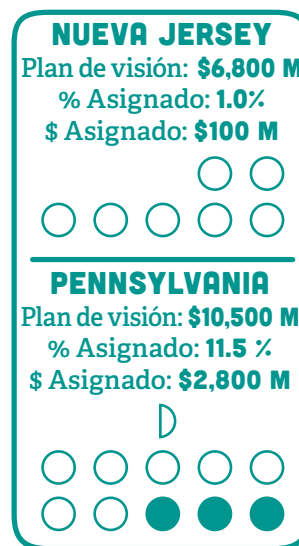 NUEVA JERSEY
Plan de visión: $6,800 M
% Asignado: 1.0%
$ Asignado: $100 M
PENNSYLVANIA
Plan de visión: $10,500 M
% Asignado: 11.5 %
$ Asignado: $2,800 M